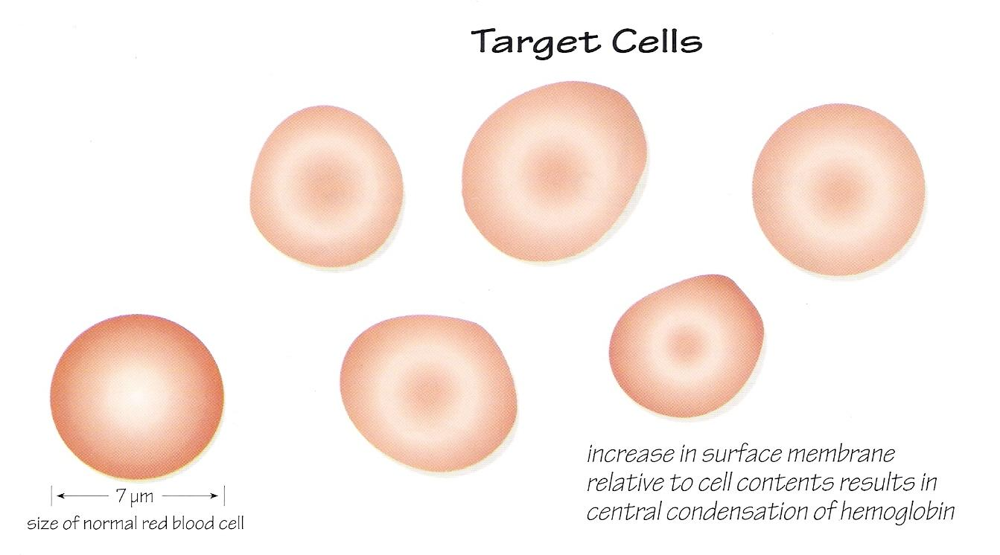 Target Cells
7 µm
size of normal red blood cell
increase in surface membrane
relative to cell contents results in
central condensation of hemoglobin